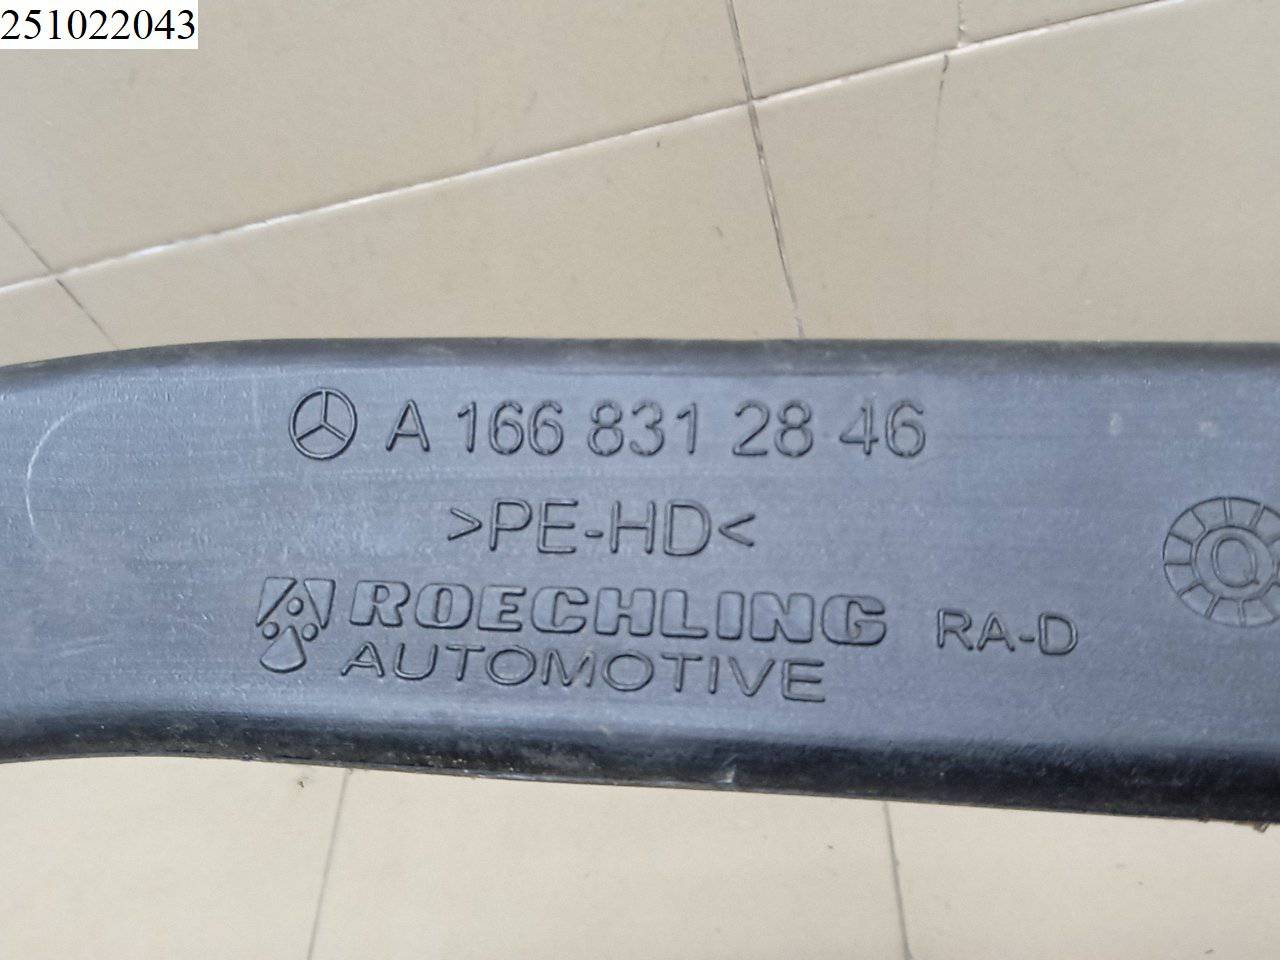 251022043
A 166 831 28 46
>PE-HD<
ROECHLING
AUTOMOTIVE
RA-D